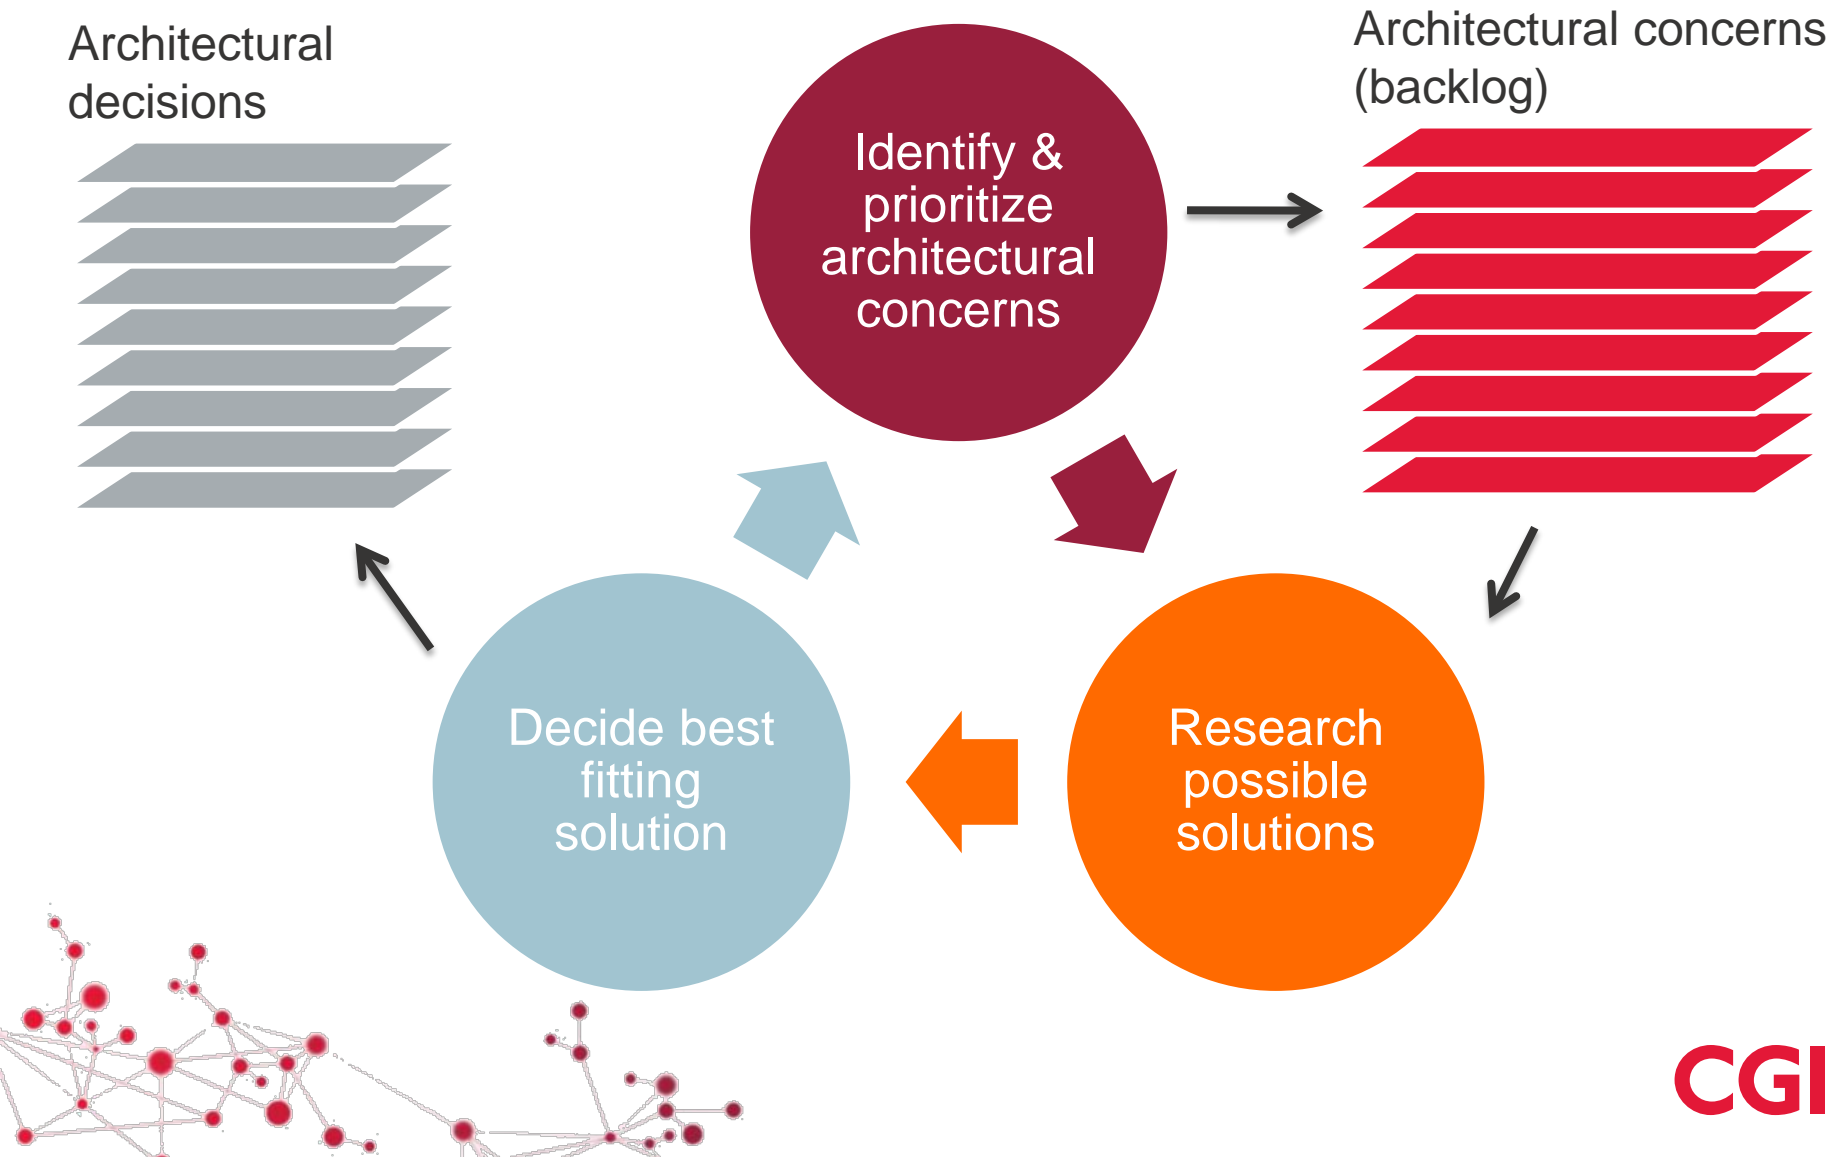 Architectural
decisions
Identify &
prioritize
architectural
concerns
Architectural concerns
(backlog)
Decide best
fitting
solution
Research
possible
solutions
CGI